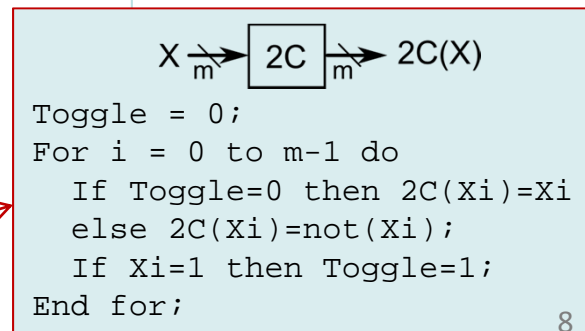 X m 2C m 2C(X)
Toggle = 0;
For i = 0 to m-1 do
If Toggle=0 then 2C(Xi)=Xi
else 2C(Xi)=not(Xi);
If Xi=1 then Toggle=1;
End for;
8